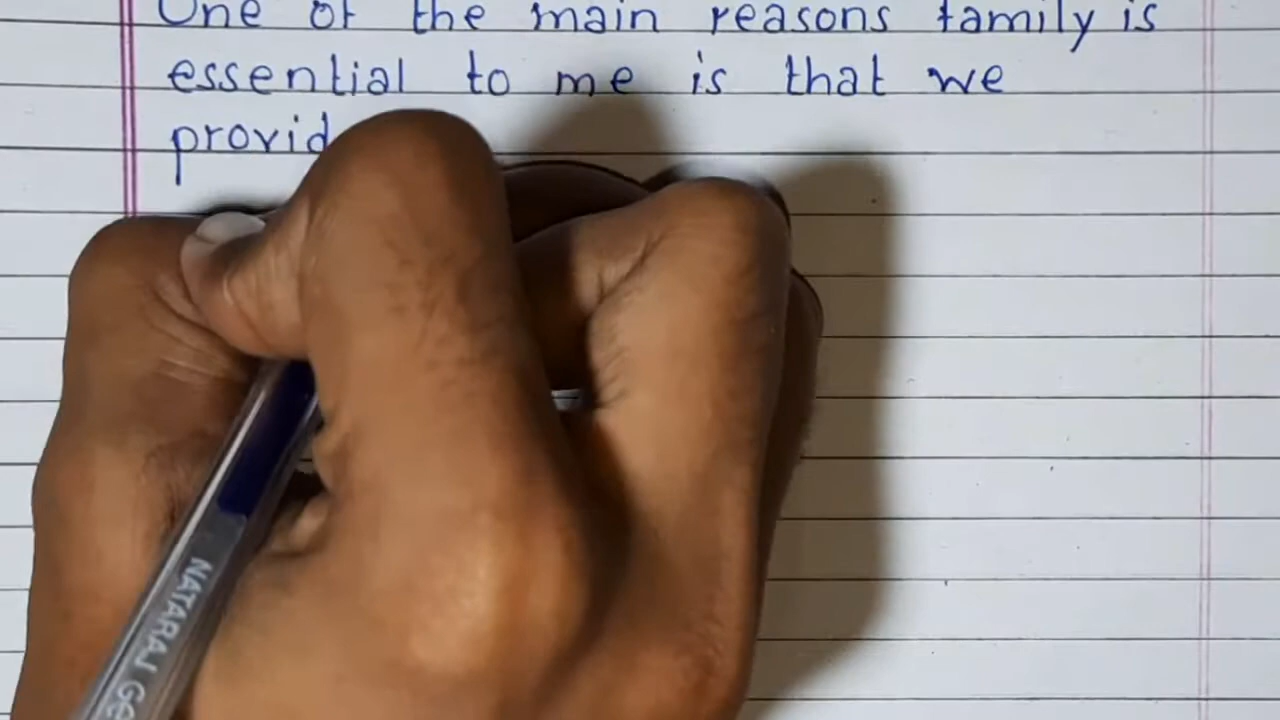 One of the main reasons family is
essential to me is that we
provid
NATARAJ